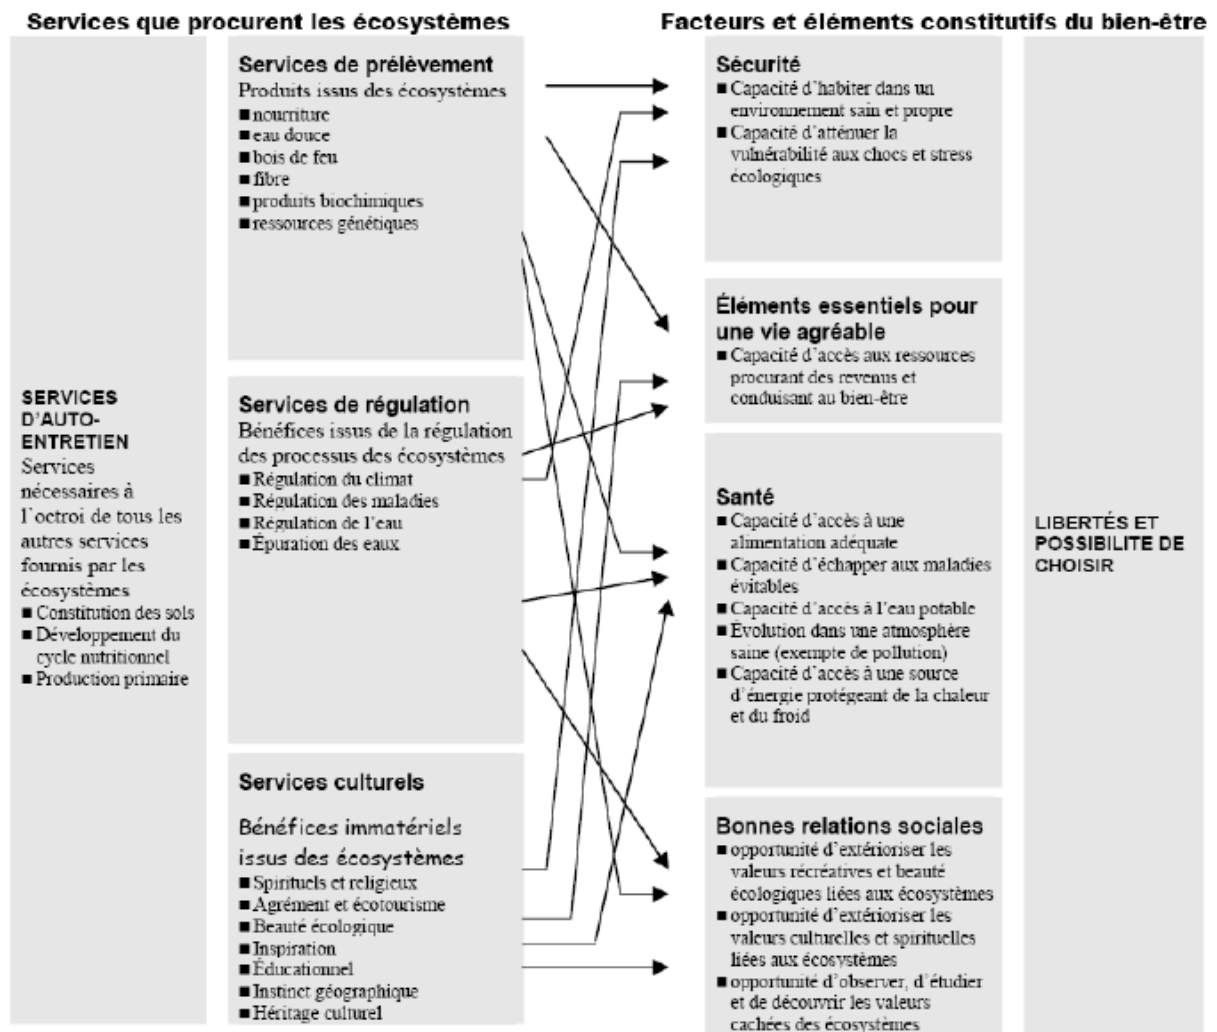 Services que procurent les écosystèmes
SERVICES
D'AUTO-
ENTRETIEN
Services
nécessaires à
l'octroi de tous les
autres services
fournis par les
écosystèmes
■ Constitution des sols
■ Développement du
cycle nutritionnel
■ Production primaire
Services de prélèvement
Produits issus des écosystèmes
■ nourriture
■ eau douce
■ bois de feu
■ fibre
■ produits biochimiques
■ ressources génétiques
Services de régulation
Bénéfices issus de la régulation
des processus des écosystèmes
■ Régulation du climat
■ Régulation des maladies
■ Régulation de l'eau
■ Épuration des eaux
Services culturels
Bénéfices immatériels
issus des écosystèmes
■ Spirituels et religieux
■ Agrément et écotourisme
■ Beauté écologique
■ Inspiration
■ Éducationnel
■ Instinct géographique
■ Héritage culturel
Facteurs et éléments constitutifs du bien-être
Sécurité
■ Capacité d'habiter dans un
environnement sain et propre
■ Capacité d'atténuer la
vulnérabilité aux chocs et stress
écologiques
Éléments essentiels pour
une vie agréable
■ Capacité d'accès aux ressources
procurant des revenus et
conduisant au bien-être
Santé
■ Capacité d'accès à une
alimentation adéquate
■ Capacité d'échapper aux maladies
évitables
■ Capacité d'accès à l'eau potable
■ Évolution dans une atmosphère
saine (exempte de pollution)
■ Capacité d'accès à une source
d'énergie protégeant de la chaleur
et du froid
Bonnes relations sociales
■ opportunité d'extérioriser les
valeurs récréatives et beauté
écologiques liées aux écosystèmes
■ opportunité d'extérioriser les
valeurs culturelles et spirituelles
liées aux écosystèmes
■ opportunité d'observer, d'étudier
et de découvrir les valeurs
cachées des écosystèmes
LIBERTÉS ET
POSSIBILITE DE
CHOISIR